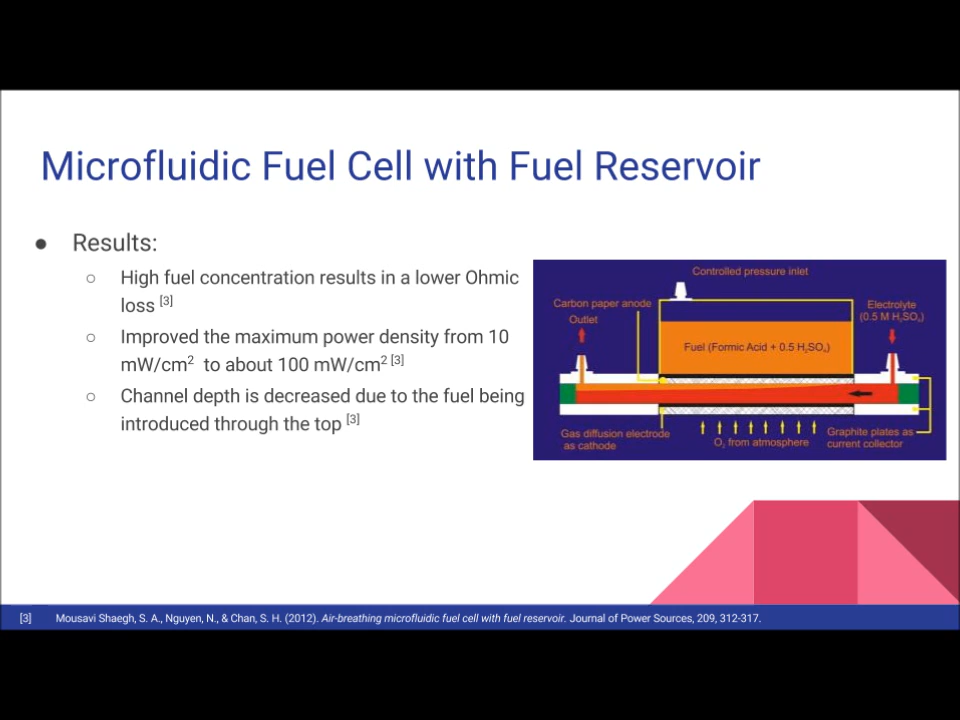 Microfluidic Fuel Cell with Fuel Reservoir
● Results:
○ High fuel concentration results in a lower Ohmic
loss [3]
○ Improved the maximum power density from 10
mW/cm² to about 100 mW/cm² [3]
○ Channel depth is decreased due to the fuel being
introduced through the top [3]
Controlled pressure inlet
Carbon paper anode
Outlet
Electrolyte
(0.5 M H₂SO₄)
Fuel (Formic Acid + 0.5 H₂SO₄)
Gas diffusion electrode
as cathode
O₂ from atmosphere
Graphite plates as
current collector
[3] Mousavi Shaegh, S. A., Nguyen, N., & Chan, S. H. (2012). Air-breathing microfluidic fuel cell with fuel reservoir. Journal of Power Sources, 209, 312-317.